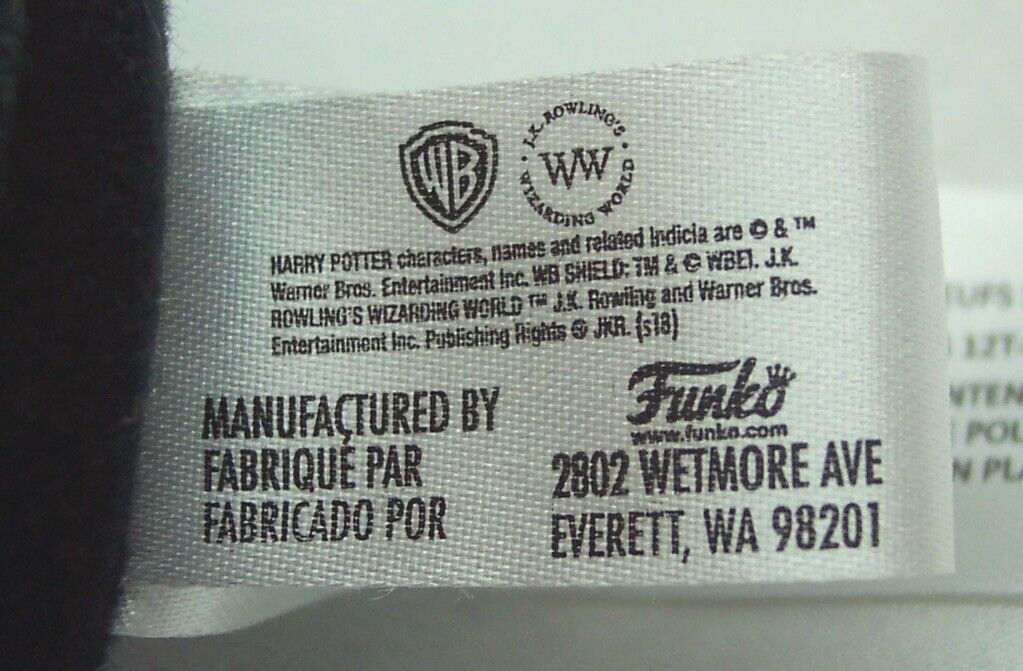 WB
J.K. ROWLING'S
WW
WIZARDING WORLD
HARRY POTTER characters, names and related indicia are © & ™
Warner Bros. Entertainment Inc. WB SHIELD: TM & © WBEI. J.K.
ROWLING'S WIZARDING WORLD ™ J.K. Rowling and Warner Bros.
Entertainment Inc. Publishing Rights © JKR. (s18)
MANUFACTURED BY
FABRIQUÉ PAR
FABRICADO POR
Funko
www.funko.com
2802 WETMORE AVE
EVERETT, WA 98201
12T